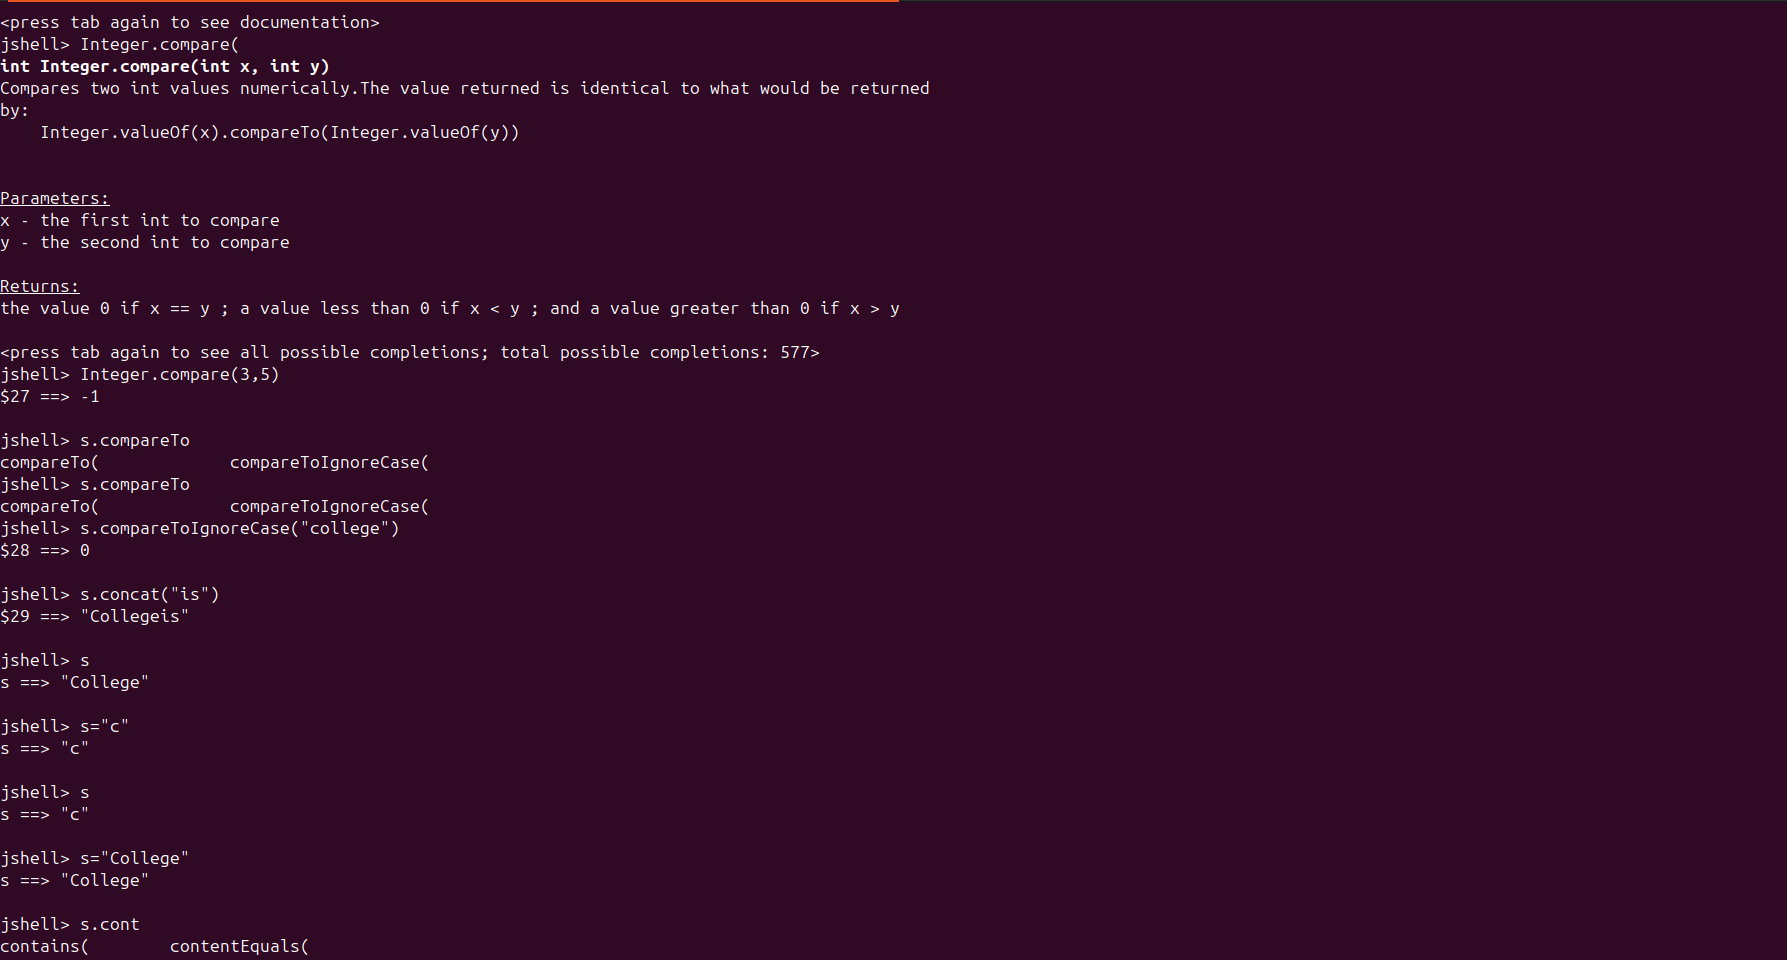 <press tab again to see documentation>
jshell> Integer.compare(
int Integer.compare(int x, int y)
Compares two int values numerically.The value returned is identical to what would be returned
by:
    Integer.valueOf(x).compareTo(Integer.valueOf(y))
Parameters:
x - the first int to compare
y - the second int to compare
Returns:
the value 0 if x == y ; a value less than 0 if x < y ; and a value greater than 0 if x > y
<press tab again to see all possible completions; total possible completions: 577>
jshell> Integer.compare(3,5)
$27 ==> -1
jshell> s.compareTo
compareTo(             compareToIgnoreCase(
jshell> s.compareTo
compareTo(             compareToIgnoreCase(
jshell> s.compareToIgnoreCase("college")
$28 ==> 0
jshell> s.concat("is")
$29 ==> "Collegeis"
jshell> s
s ==> "College"
jshell> s="c"
s ==> "c"
jshell> s
s ==> "c"
jshell> s="College"
s ==> "College"
jshell> s.cont
contains(        contentEquals(